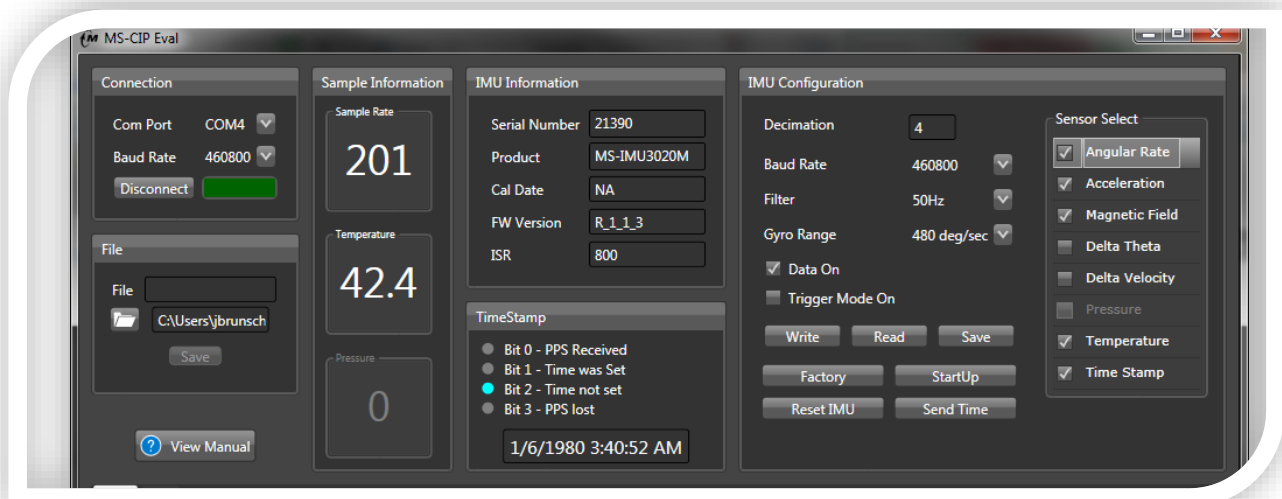 MS-CIP Eval
Connection
Com Port COM4
Baud Rate 460800
Disconnect
File
File
C:\Users\jbrunsch
Save
View Manual
Sample Information
Sample Rate
201
Temperature
42.4
Pressure
0
IMU Information
Serial Number 21390
Product MS-IMU3020M
Cal Date NA
FW Version R_1_1_3
ISR 800
TimeStamp
Bit 0 - PPS Received
Bit 1 - Time was Set
Bit 2 - Time not set
Bit 3 - PPS lost
1/6/1980 3:40:52 AM
IMU Configuration
Decimation 4
Baud Rate 460800
Filter 50Hz
Gyro Range 480 deg/sec
Data On
Trigger Mode On
Write Read Save
Factory StartUp
Reset IMU Send Time
Sensor Select
Angular Rate
Acceleration
Magnetic Field
Delta Theta
Delta Velocity
Pressure
Temperature
Time Stamp